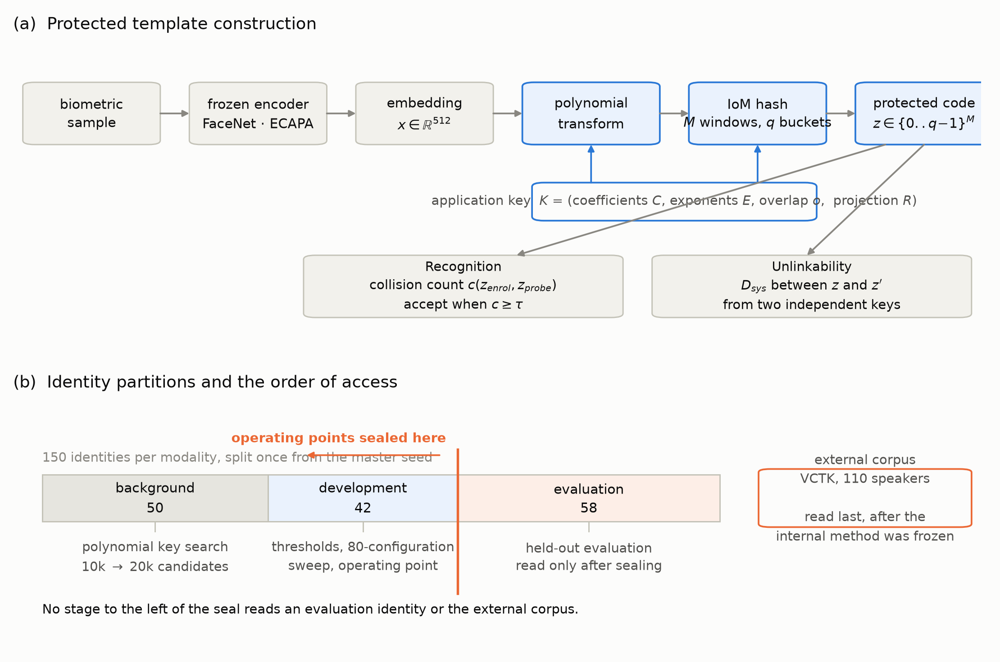 (a) Protected template construction
biometric
sample
frozen encoder
FaceNet · ECAPA
embedding
x ∈ ℝ⁵¹²
polynomial
transform
IoM hash
M windows, q buckets
protected code
z ∈ {0..q−1}ᴹ
application key K = (coefficients C, exponents E, overlap o, projection R)
Recognition
collision count c(z_enrol, z_probe)
accept when c ≥ τ
Unlinkability
D_sys between z and z′
from two independent keys
(b) Identity partitions and the order of access
operating points sealed here
150 identities per modality, split once from the master seed
background
50
development
42
evaluation
58
polynomial key search
10k → 20k candidates
thresholds, 80-configuration
sweep, operating point
held-out evaluation
read only after sealing
external corpus
VCTK, 110 speakers
read last, after the
internal method was frozen
No stage to the left of the seal reads an evaluation identity or the external corpus.